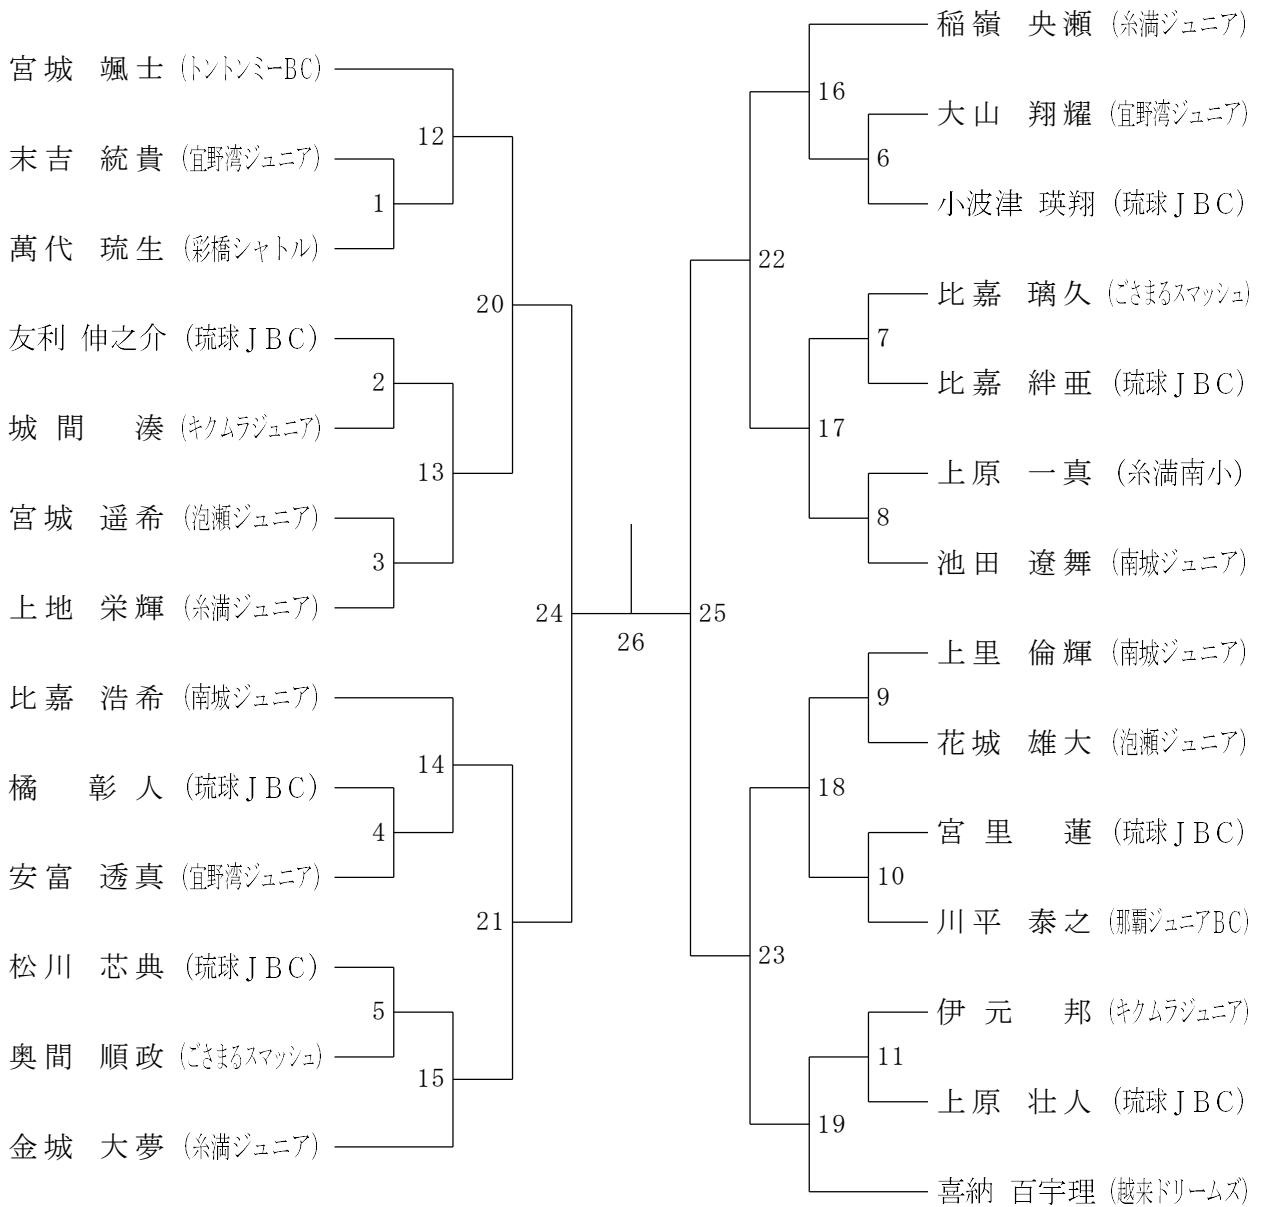 宮城 颯士 (トントンミーBC)
末吉 統貴 (宜野湾ジュニア)
萬代 琉生 (彩橋シャトル)
友利 伸之介 (琉球ＪＢＣ)
城間 湊 (キクムラジュニア)
宮城 遥希 (泡瀬ジュニア)
上地 栄輝 (糸満ジュニア)
比嘉 浩希 (南城ジュニア)
橘 彰人 (琉球ＪＢＣ)
安富 透真 (宜野湾ジュニア)
松川 芯典 (琉球ＪＢＣ)
奥間 順政 (ごさまるスマッシュ)
金城 大夢 (糸満ジュニア)
1
2
3
4
5
12
13
14
15
20
21
24
26
25
22
23
16
17
18
19
6
7
8
9
10
11
稲嶺 央瀬 (糸満ジュニア)
大山 翔耀 (宜野湾ジュニア)
小波津 瑛翔 (琉球ＪＢＣ)
比嘉 璃久 (ごさまるスマッシュ)
比嘉 絆亜 (琉球ＪＢＣ)
上原 一真 (糸満南小)
池田 遼舞 (南城ジュニア)
上里 倫輝 (南城ジュニア)
花城 雄大 (泡瀬ジュニア)
宮里 蓮 (琉球ＪＢＣ)
川平 泰之 (那覇ジュニアBC)
伊元 邦 (キクムラジュニア)
上原 壮人 (琉球ＪＢＣ)
喜納 百宇理 (越来ドリームズ)